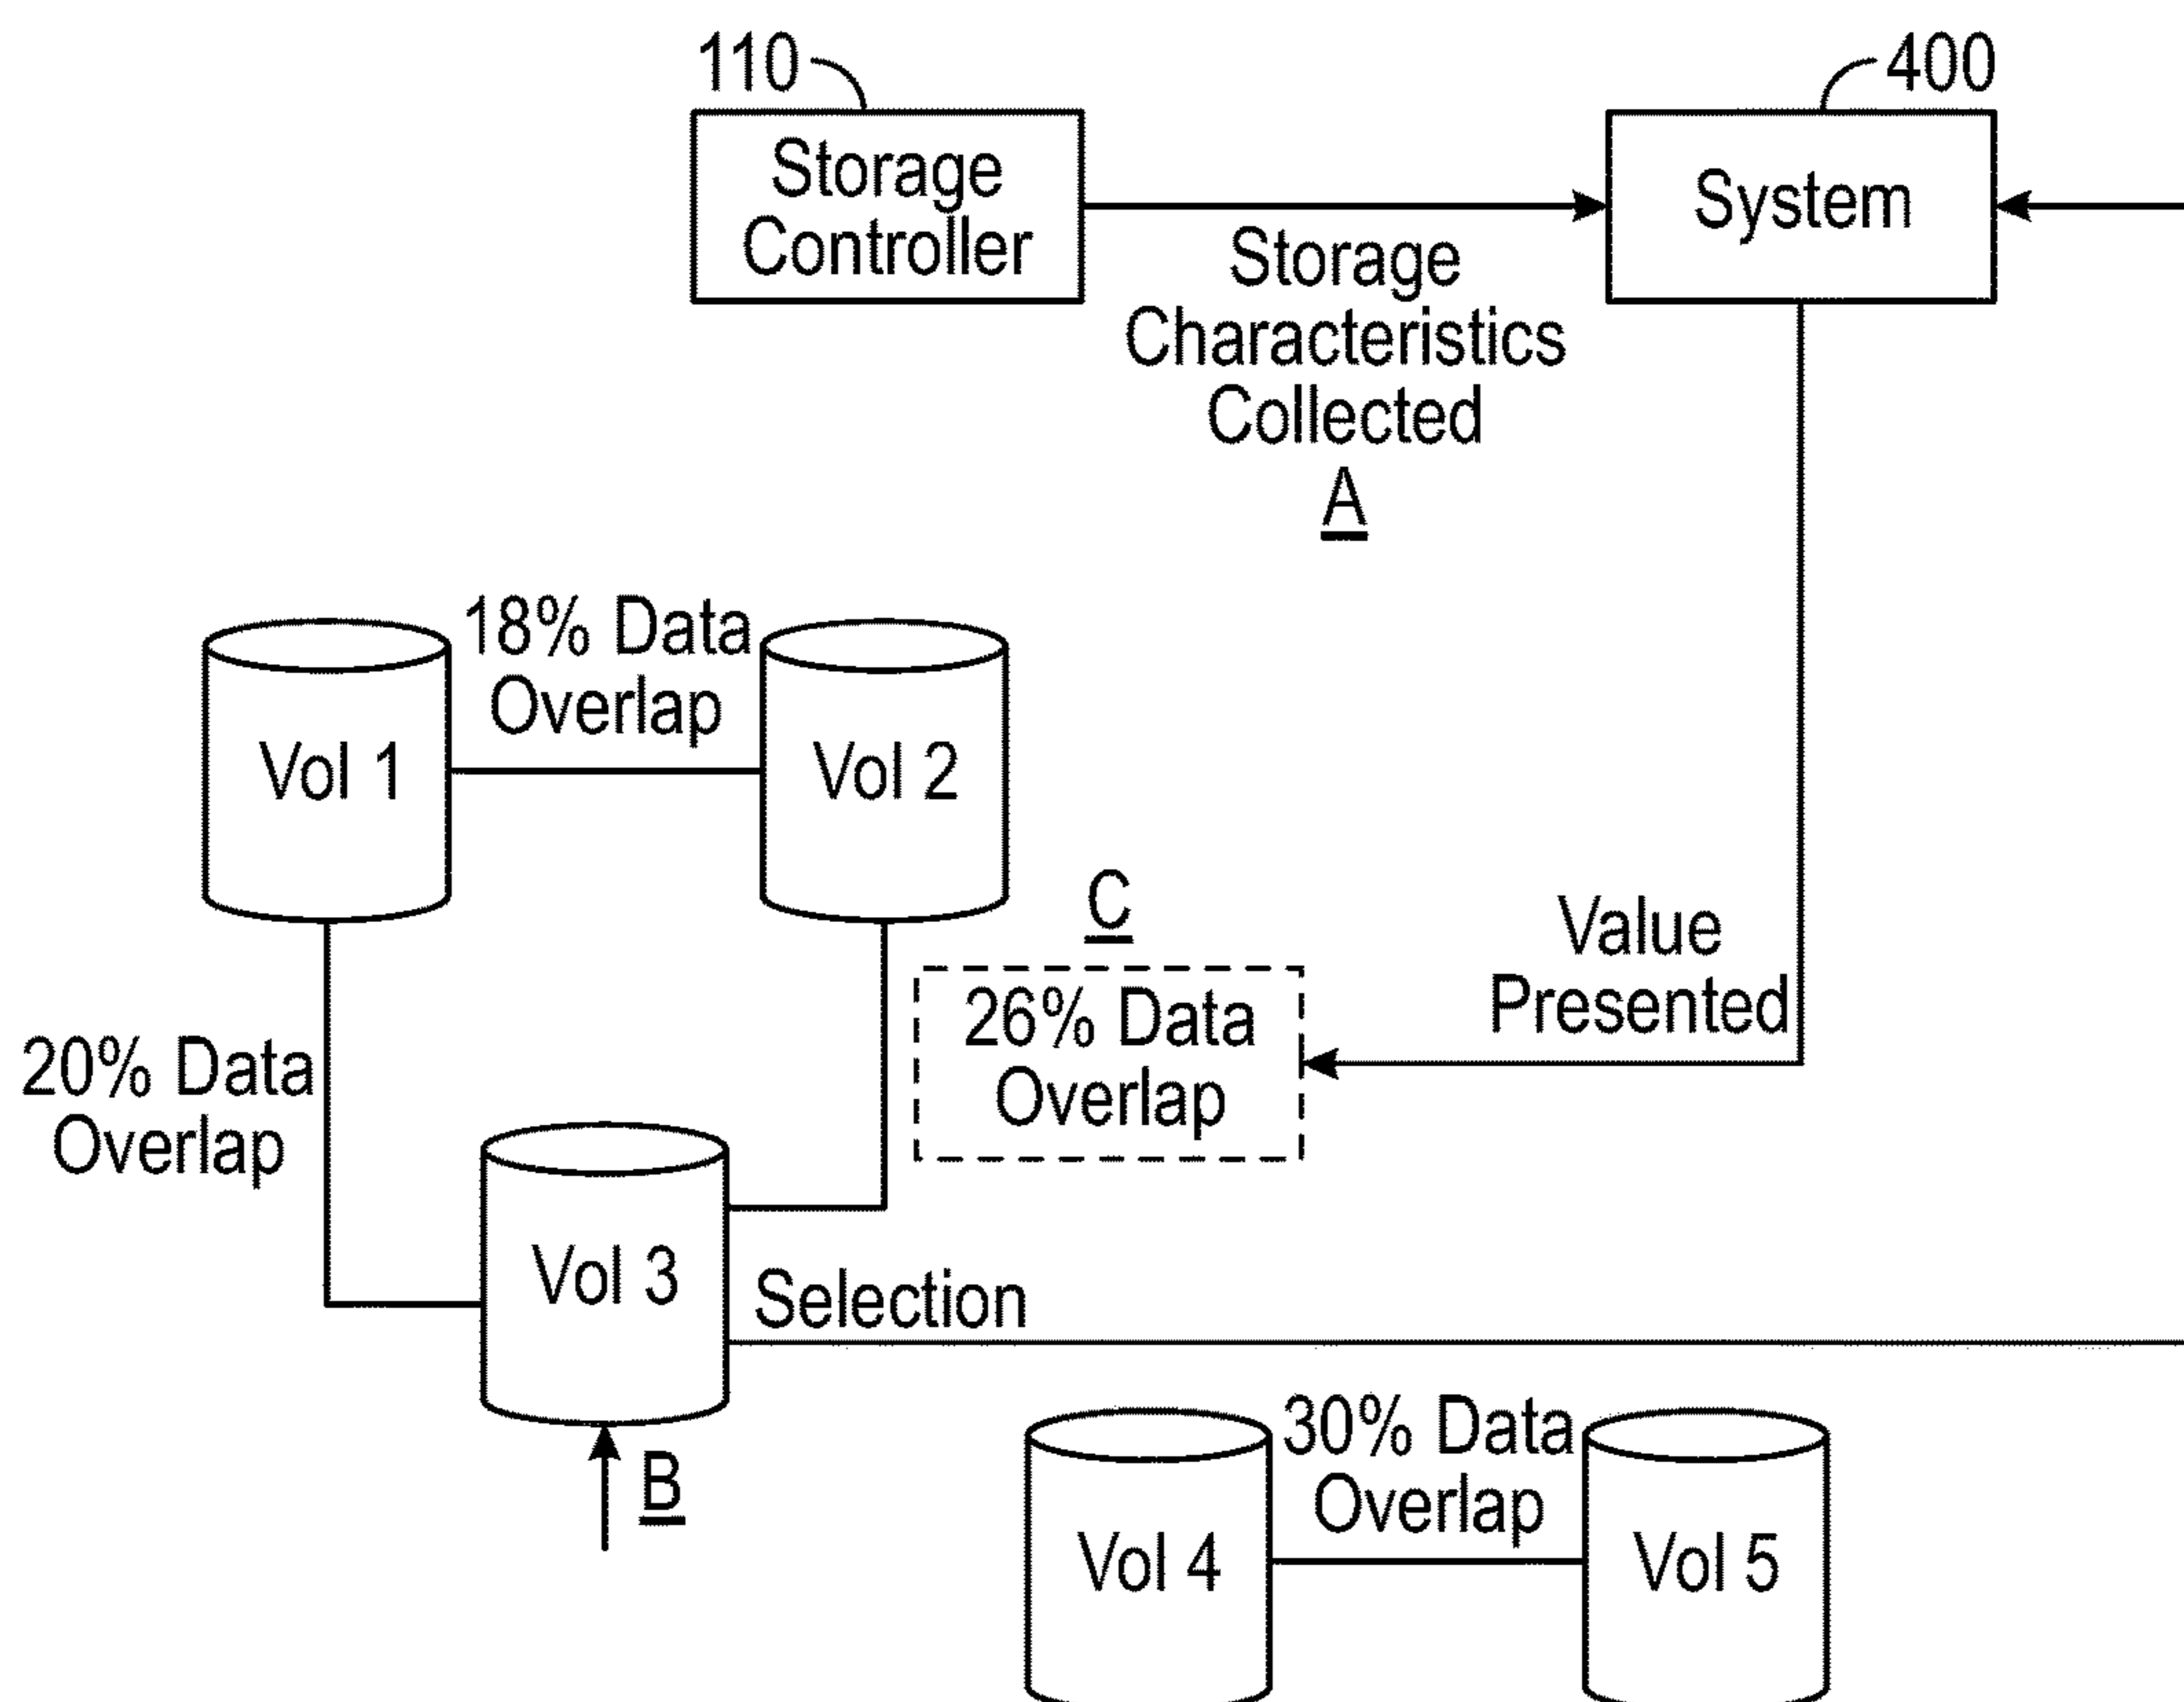 110
400
Storage
Controller
System
Storage
Characteristics
Collected
A
18% Data
Overlap
Vol 1
Vol 2
C
Value
Presented
26% Data
Overlap
20% Data
Overlap
Vol 3
Selection
B
30% Data
Overlap
Vol 4
Vol 5